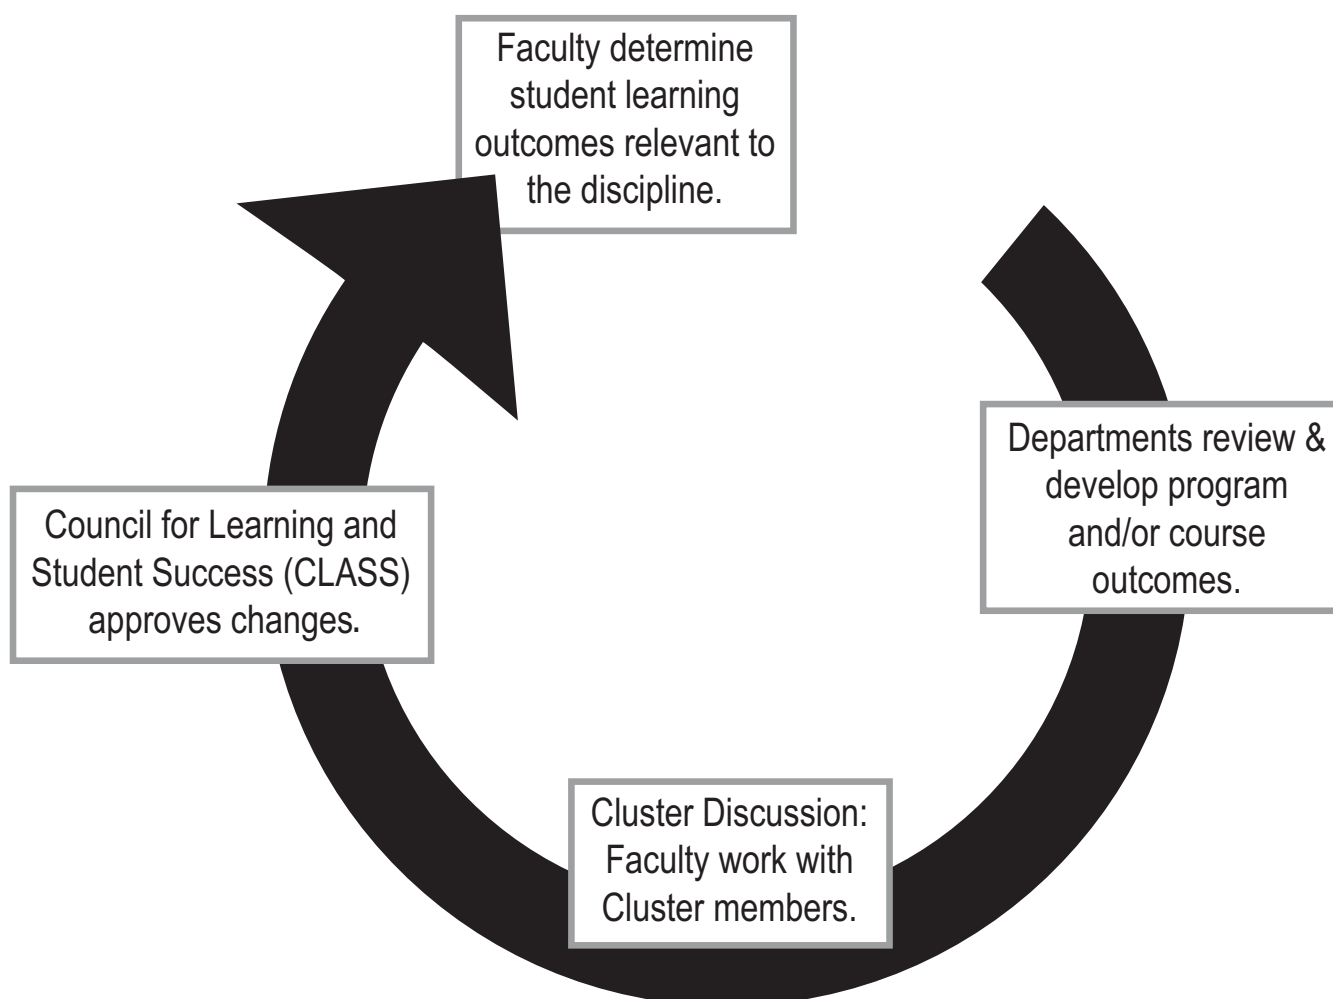 Faculty determine
student learning
outcomes relevant to
the discipline.
Departments review &
develop program
and/or course
outcomes.
Cluster Discussion:
Faculty work with
Cluster members.
Council for Learning and
Student Success (CLASS)
approves changes.